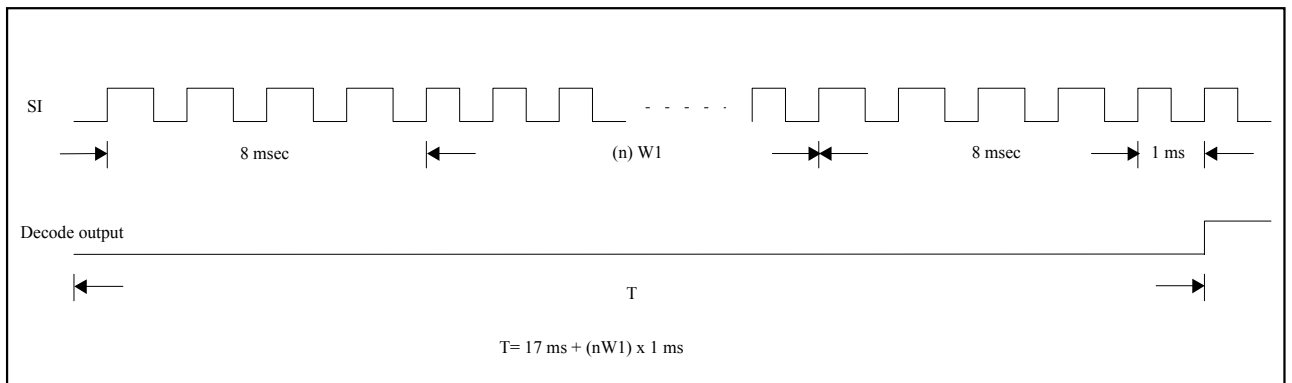 SI
8 msec (n) W1 8 msec 1 ms
Decode output
T
T= 17 ms + (nW1) x 1 ms